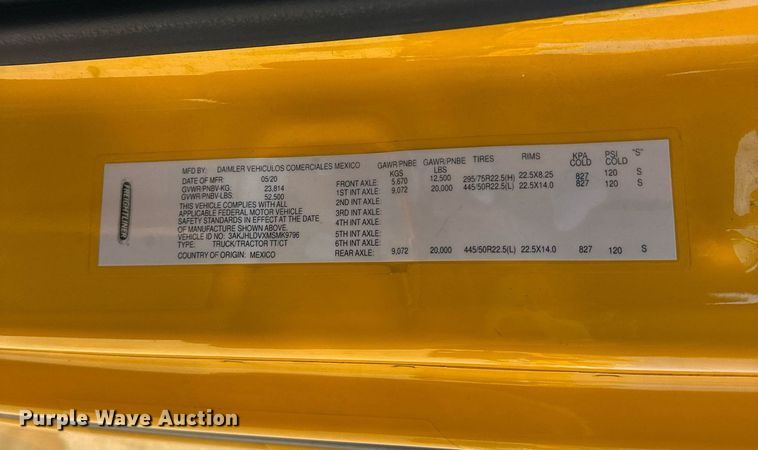 FREIGHTLINER
MFD BY: DAIMLER VEHICULOS COMERCIALES MEXICO
DATE OF MFR: 05/20
GVWR/PNBV-KG: 23,814
GVWR/PNBV-LBS: 52,500
THIS VEHICLE COMPLIES WITH ALL
APPLICABLE FEDERAL MOTOR VEHICLE
SAFETY STANDARDS IN EFFECT AT THE DATE
OF MANUFACTURE SHOWN ABOVE.
VEHICLE ID NO: 3AKJHLDVXMSMK9796
TYPE: TRUCK/TRACTOR TT/CT
COUNTRY OF ORIGIN: MEXICO
GAWR/PNBE KGS GAWR/PNBE LBS TIRES RIMS KPA COLD PSI COLD "S"
FRONT AXLE: 5,670 12,500 295/75R22.5(H) 22.5X8.25 827 120 S
1ST INT AXLE: 9,072 20,000 445/50R22.5(L) 22.5X14.0 827 120 S
2ND INT AXLE:
3RD INT AXLE:
4TH INT AXLE:
5TH INT AXLE:
6TH INT AXLE:
REAR AXLE: 9,072 20,000 445/50R22.5(L) 22.5X14.0 827 120 S
Purple Wave Auction